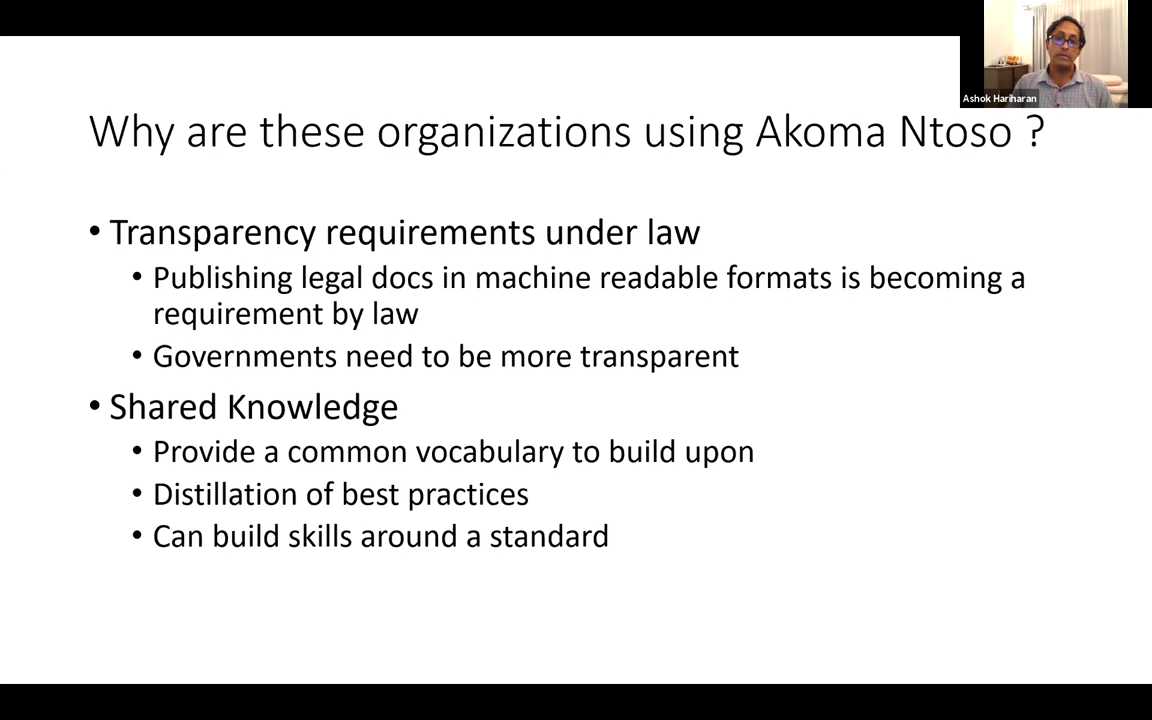 Ashok Hariharan
Why are these organizations using Akoma Ntoso ?
• Transparency requirements under law
• Publishing legal docs in machine readable formats is becoming a
requirement by law
• Governments need to be more transparent
• Shared Knowledge
• Provide a common vocabulary to build upon
• Distillation of best practices
• Can build skills around a standard